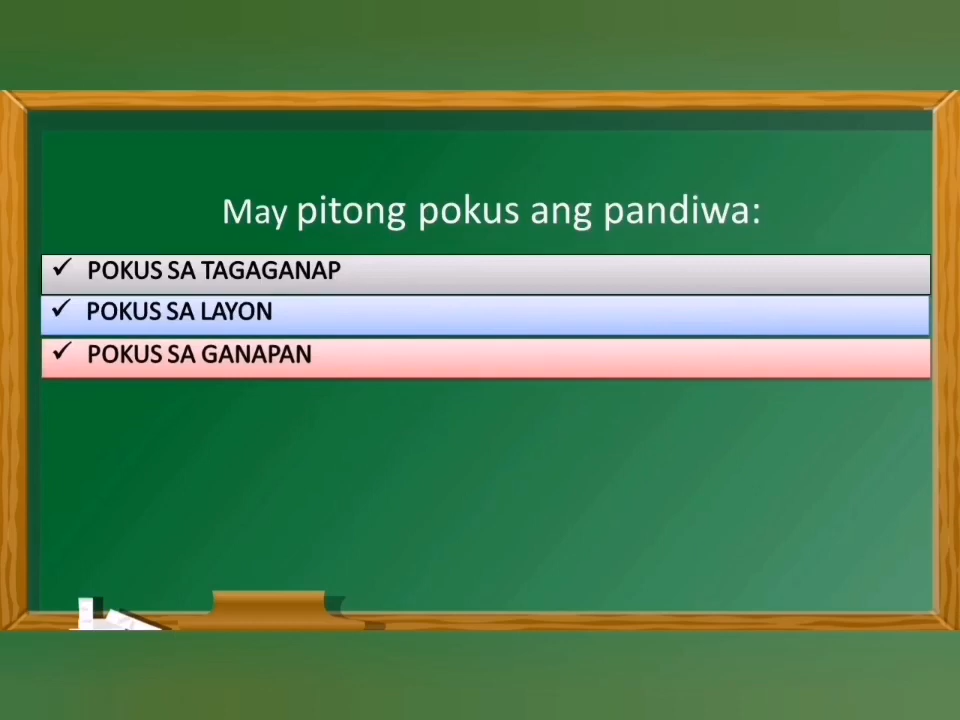 May pitong pokus ang pandiwa:
✓ POKUS SA TAGAGANAP
✓ POKUS SA LAYON
✓ POKUS SA GANAPAN